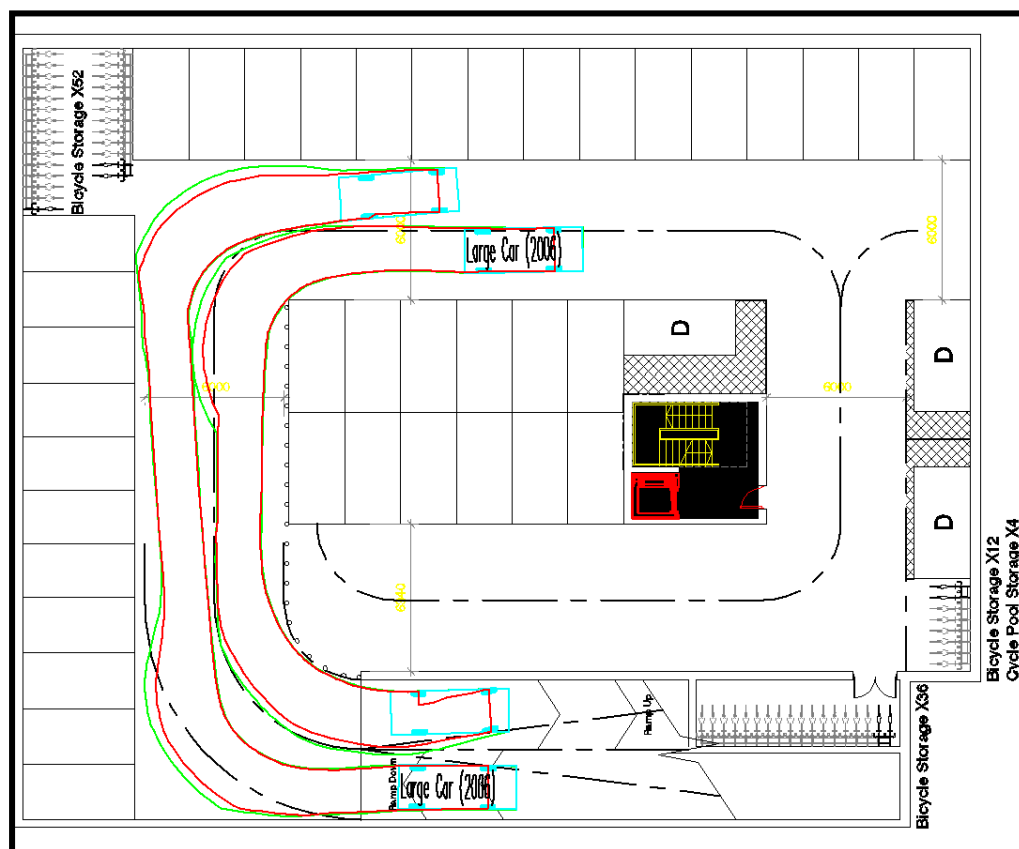 Bicycle Storage X52
6000
6040
Large Car (2006)
D
D
6000
6000
D
6040
Bicycle Storage X12
Cycle Pool Storage X4
Ramp Up
Bicycle Storage X36
Ramp Down
Large Car (2006)